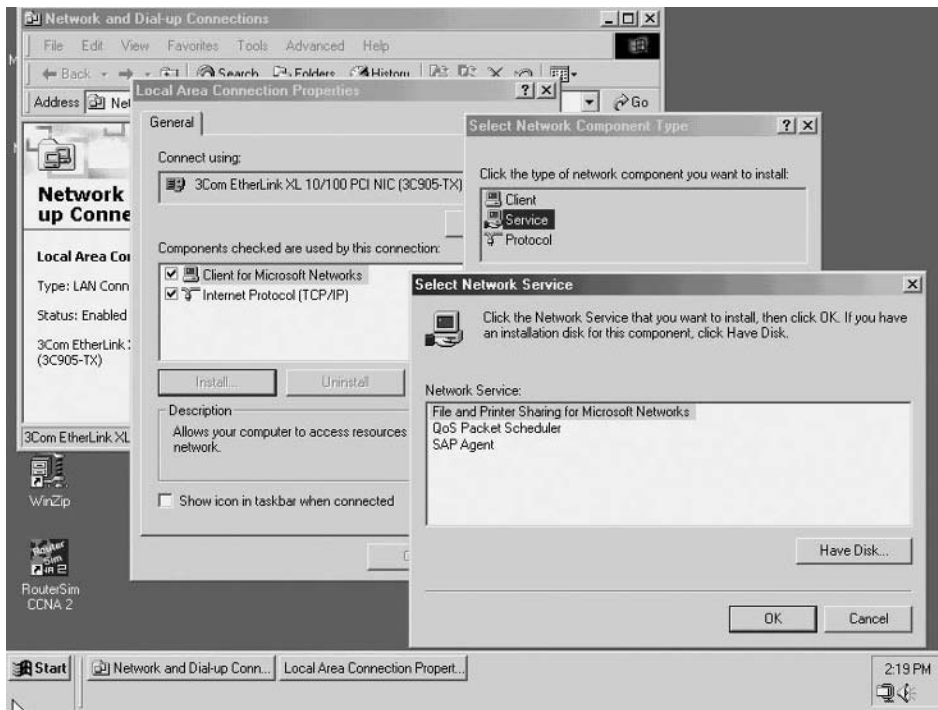 Network and Dial-up Connections
File Edit View Favorites Tools Advanced Help
Back Search Folders History
Address Net Go
Network
up Conne
Local Area Co
Type: LAN Conn
Status: Enabled
3Com EtherLink
(3C905-TX)
3Com EtherLink XL
Local Area Connection Properties
General
Connect using:
3Com EtherLink XL 10/100 PCI NIC (3C905-TX)
Components checked are used by this connection:
Client for Microsoft Networks
Internet Protocol (TCP/IP)
Install... Uninstall
Description
Allows your computer to access resources
network.
Show icon in taskbar when connected
Select Network Component Type
Click the type of network component you want to install:
Client
Service
Protocol
Select Network Service
Click the Network Service that you want to install, then click OK. If you have
an installation disk for this component, click Have Disk.
Network Service:
File and Printer Sharing for Microsoft Networks
QoS Packet Scheduler
SAP Agent
Have Disk...
OK Cancel
WinZip
Router
Sim
RouterSim
CCNA 2
Start Network and Dial-up Conn... Local Area Connection Propert... 2:19 PM